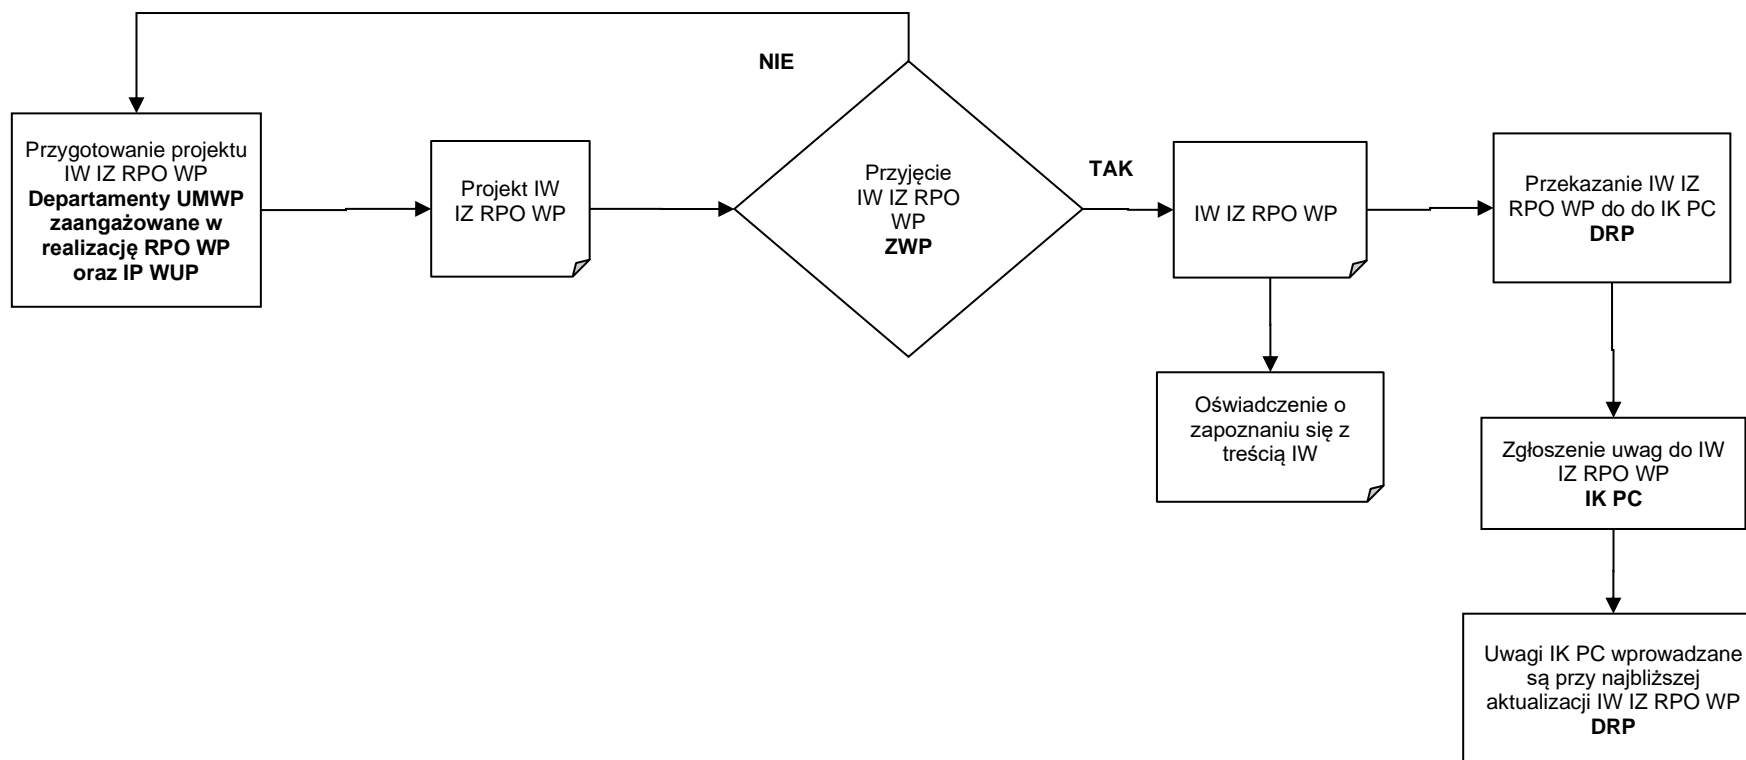 NIE
Przygotowanie projektu
IW IZ RPO WP
Departamenty UMWP
zaangażowane w
realizację RPO WP
oraz IP WUP
Projekt IW
IZ RPO WP
Przyjęcie
IW IZ RPO
WP
ZWP
TAK
IW IZ RPO WP
Przekazanie IW IZ
RPO WP do do IK PC
DRP
Oświadczenie o
zapoznaniu się z
treścią IW
Zgłoszenie uwag do IW
IZ RPO WP
IK PC
Uwagi IK PC wprowadzane
są przy najbliższej
aktualizacji IW IZ RPO WP
DRP